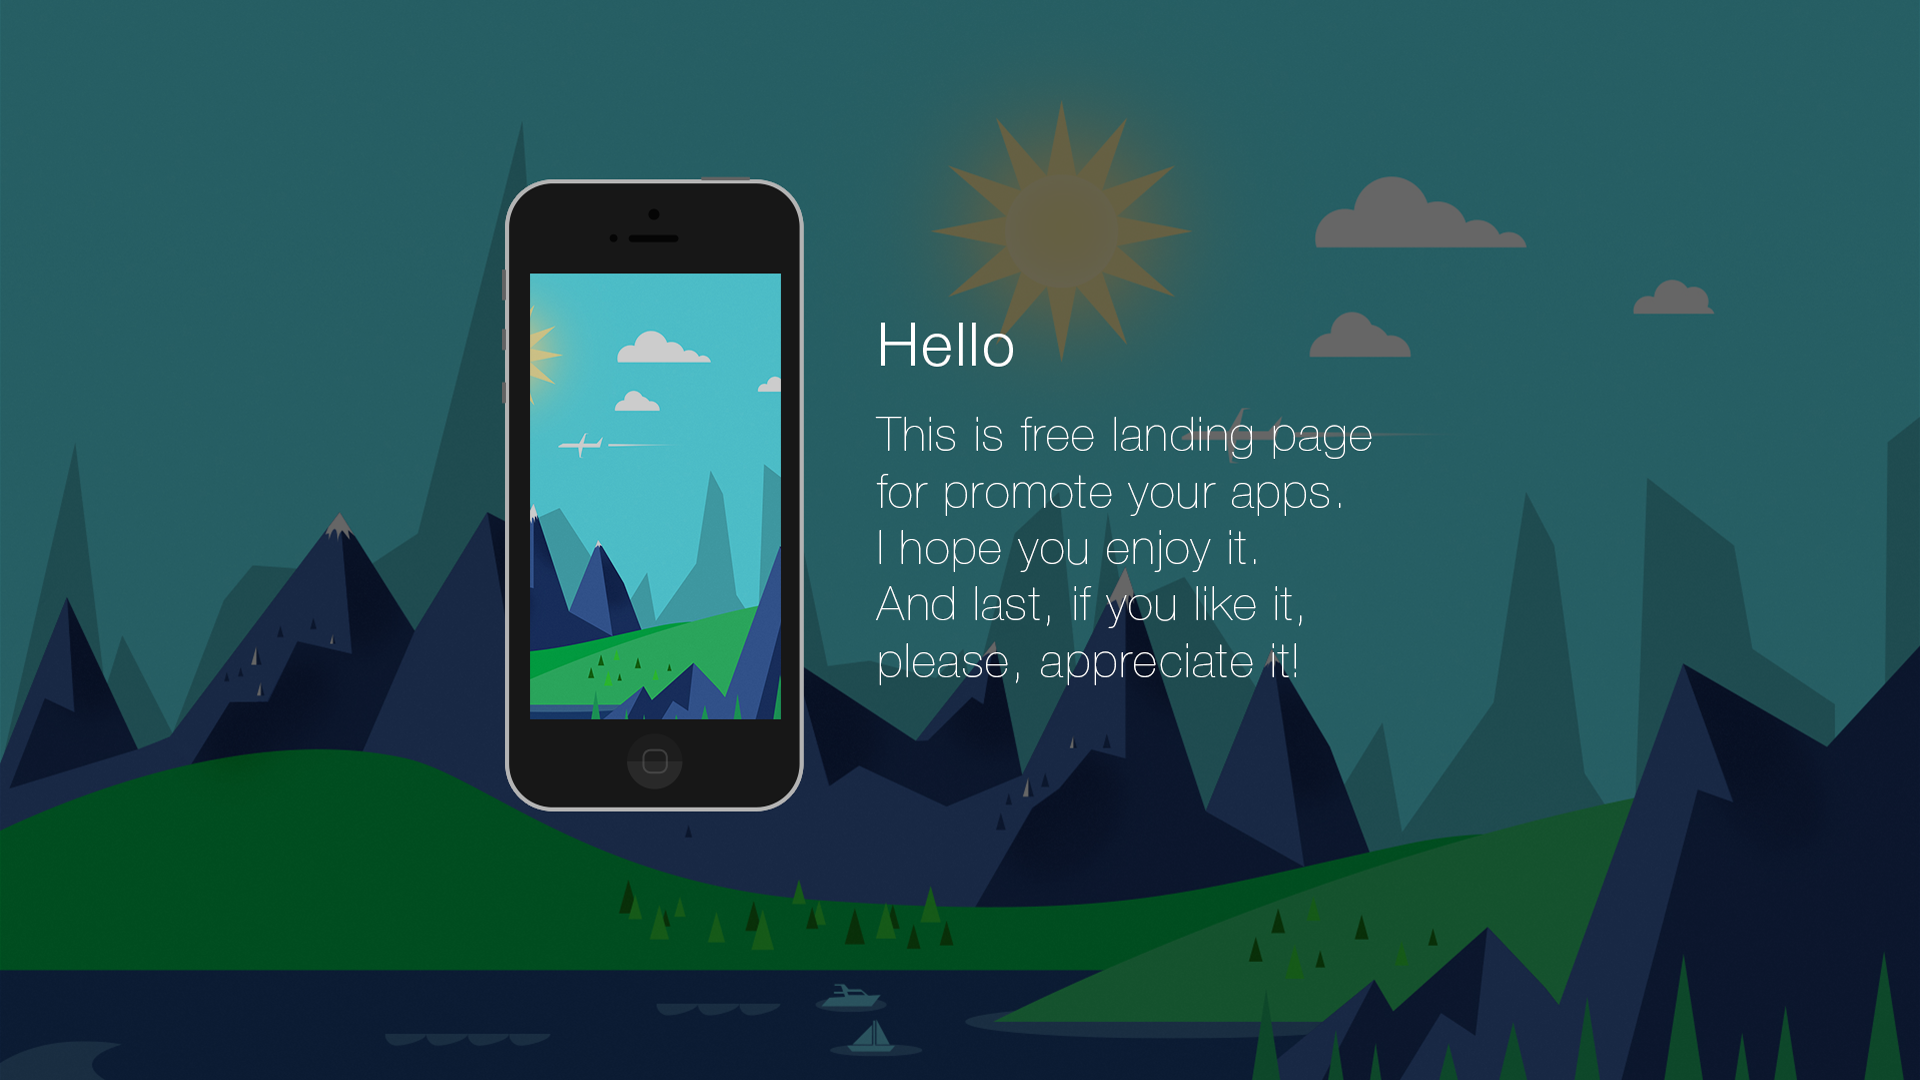 Hello
This is free landing page
for promote your apps.
I hope you enjoy it.
And last, if you like it,
please, appreciate it!